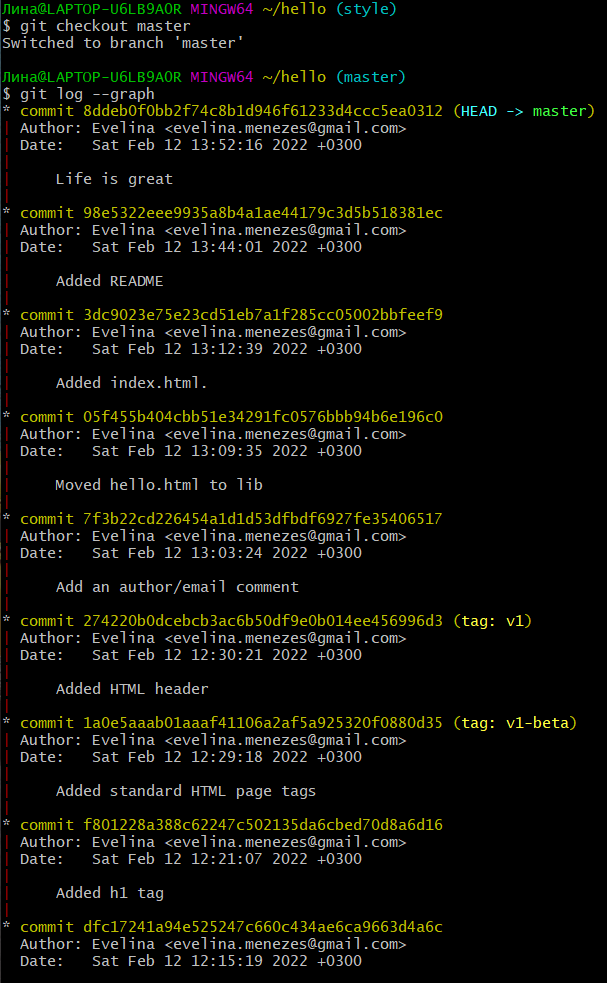 Лина@LAPTOP-U6LB9A0R MINGW64 ~/hello (style)
$ git checkout master
Switched to branch 'master'

Лина@LAPTOP-U6LB9A0R MINGW64 ~/hello (master)
$ git log --graph
* commit 8ddeb0f0bb2f74c8b1d946f61233d4ccc5ea0312 (HEAD -> master)
| Author: Evelina <evelina.menezes@gmail.com>
| Date:   Sat Feb 12 13:52:16 2022 +0300
|
|     Life is great
|
* commit 98e5322eee9935a8b4a1ae44179c3d5b518381ec
| Author: Evelina <evelina.menezes@gmail.com>
| Date:   Sat Feb 12 13:44:01 2022 +0300
|
|     Added README
|
* commit 3dc9023e75e23cd51eb7a1f285cc05002bbfeef9
| Author: Evelina <evelina.menezes@gmail.com>
| Date:   Sat Feb 12 13:12:39 2022 +0300
|
|     Added index.html.
|
* commit 05f455b404cbb51e34291fc0576bbb94b6e196c0
| Author: Evelina <evelina.menezes@gmail.com>
| Date:   Sat Feb 12 13:09:35 2022 +0300
|
|     Moved hello.html to lib
|
* commit 7f3b22cd226454a1d1d53dfbdf6927fe35406517
| Author: Evelina <evelina.menezes@gmail.com>
| Date:   Sat Feb 12 13:03:24 2022 +0300
|
|     Add an author/email comment
|
* commit 274220b0dcebcb3ac6b50df9e0b014ee456996d3 (tag: v1)
| Author: Evelina <evelina.menezes@gmail.com>
| Date:   Sat Feb 12 12:30:21 2022 +0300
|
|     Added HTML header
|
* commit 1a0e5aaab01aaaf41106a2af5a925320f0880d35 (tag: v1-beta)
| Author: Evelina <evelina.menezes@gmail.com>
| Date:   Sat Feb 12 12:29:18 2022 +0300
|
|     Added standard HTML page tags
|
* commit f801228a388c62247c502135da6cbed70d8a6d16
| Author: Evelina <evelina.menezes@gmail.com>
| Date:   Sat Feb 12 12:21:07 2022 +0300
|
|     Added h1 tag
|
* commit dfc17241a94e525247c660c434ae6ca9663d4a6c
  Author: Evelina <evelina.menezes@gmail.com>
  Date:   Sat Feb 12 12:15:19 2022 +0300